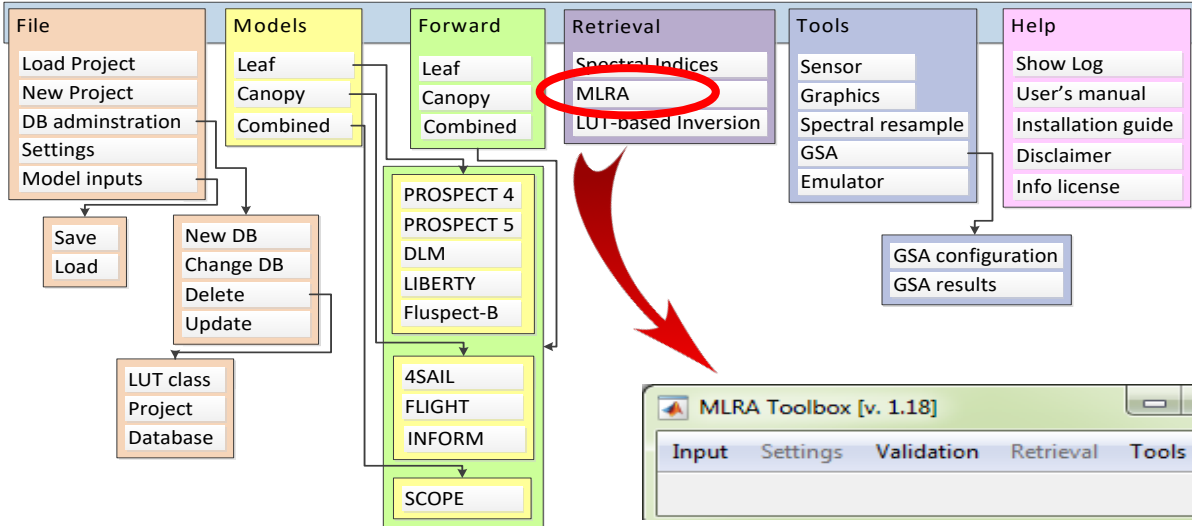 File
Load Project
New Project
DB adminstration
Settings
Model inputs
Save
Load
New DB
Change DB
Delete
Update
LUT class
Project
Database
Models
Leaf
Canopy
Combined
Forward
Leaf
Canopy
Combined
PROSPECT 4
PROSPECT 5
DLM
LIBERTY
Fluspect-B
4SAIL
FLIGHT
INFORM
SCOPE
Retrieval
Spectral Indices
MLRA
LUT-based Inversion
Tools
Sensor
Graphics
Spectral resample
GSA
Emulator
GSA configuration
GSA results
Help
Show Log
User's manual
Installation guide
Disclaimer
Info license
MLRA Toolbox [v. 1.18]
Input Settings Validation Retrieval Tools